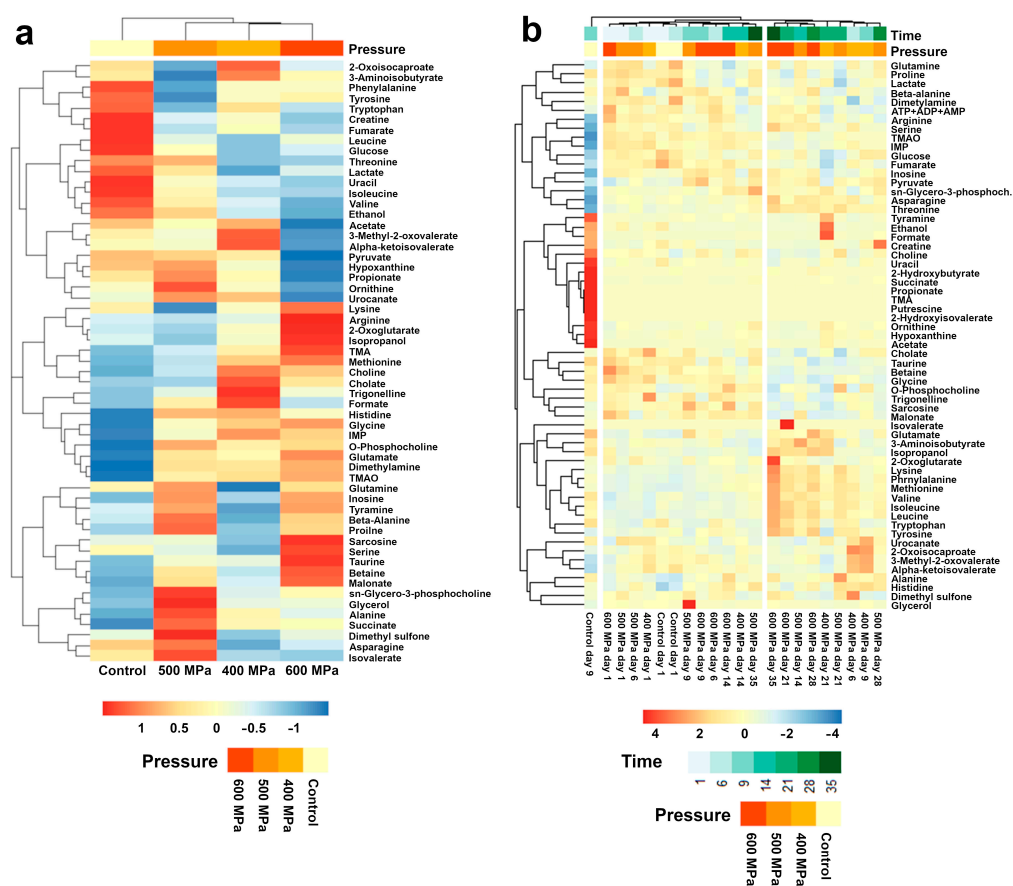 a
Pressure
2-Oxoisocaproate
3-Aminoisobutyrate
Phenylalanine
Tyrosine
Tryptophan
Creatine
Fumarate
Leucine
Glucose
Threonine
Lactate
Uracil
Isoleucine
Valine
Ethanol
Acetate
3-Methyl-2-oxovalerate
Alpha-ketoisovalerate
Pyruvate
Hypoxanthine
Propionate
Ornithine
Urocanate
Lysine
Arginine
2-Oxoglutarate
Isopropanol
TMA
Methionine
Choline
Cholate
Trigonelline
Formate
Histidine
Glycine
IMP
O-Phosphocholine
Glutamate
Dimethylamine
TMAO
Glutamine
Inosine
Tyramine
Beta-Alanine
Proilne
Sarcosine
Serine
Taurine
Betaine
Malonate
sn-Glycero-3-phosphocholine
Glycerol
Alanine
Succinate
Dimethyl sulfone
Asparagine
Isovalerate
Control 500 MPa 400 MPa 600 MPa
1 0.5 0 -0.5 -1
Pressure
600 MPa
500 MPa
400 MPa
Control
b
Time
Pressure
Glutamine
Proline
Lactate
Beta-alanine
Dimetylamine
ATP+ADP+AMP
Arginine
Serine
TMAO
IMP
Glucose
Fumarate
Inosine
Pyruvate
sn-Glycero-3-phosphoch.
Asparagine
Threonine
Tyramine
Ethanol
Formate
Creatine
Choline
Uracil
2-Hydroxybutyrate
Succinate
Propionate
TMA
Putrescine
2-Hydroxyisovalerate
Ornithine
Hypoxanthine
Acetate
Cholate
Taurine
Betaine
Glycine
O-Phosphocholine
Trigonelline
Sarcosine
Malonate
Isovalerate
Glutamate
3-Aminoisobutyrate
Isopropanol
2-Oxoglutarate
Lysine
Phrnylalanine
Methionine
Valine
Isoleucine
Leucine
Tryptophan
Tyrosine
Urocanate
2-Oxoisocaproate
3-Methyl-2-oxovalerate
Alpha-ketoisovalerate
Alanine
Histidine
Dimethyl sulfone
Glycerol
Control day 9
600 MPa day 1
500 MPa day 1
500 MPa day 6
400 MPa day 1
Control day 1
Control day 1
500 MPa day 9
600 MPa day 9
600 MPa day 6
600 MPa day 14
400 MPa day 14
500 MPa day 35
600 MPa day 35
600 MPa day 21
500 MPa day 14
600 MPa day 28
400 MPa day 21
500 MPa day 21
400 MPa day 6
400 MPa day 9
500 MPa day 28
4 2 0 -2 -4
Time
1
6
9
14
21
28
35
Pressure
600 MPa
500 MPa
400 MPa
Control